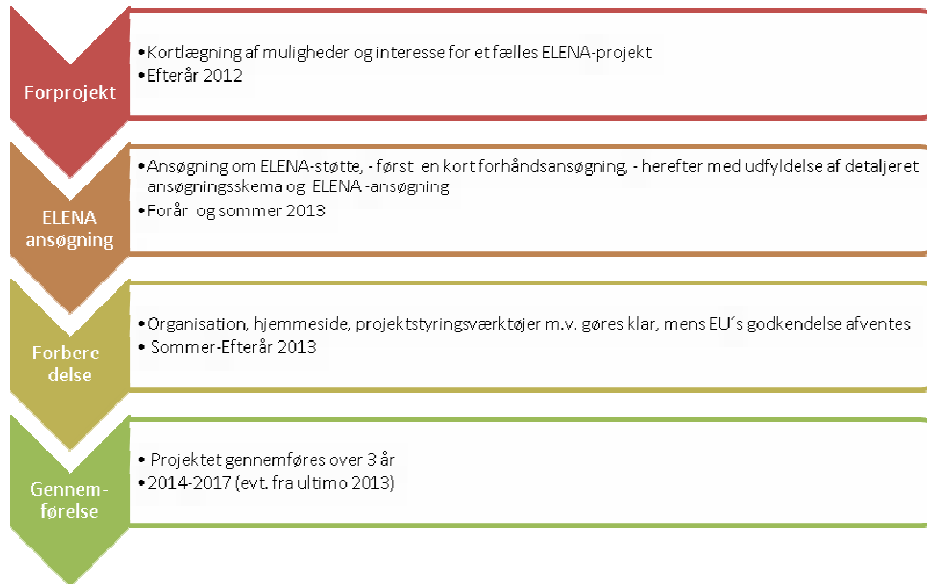 Forprojekt
•Kortlægning af muligheder og interesse for et fælles ELENA-projekt
•Efterår 2012
ELENA
ansøgning
•Ansøgning om ELENA-støtte, - først en kort forhåndsansøgning, - herefter med udfyldelse af detaljeret
ansøgningsskema og ELENA -ansøgning
•Forår og sommer 2013
Forbere
delse
•Organisation, hjemmeside, projektstyringsværktøjer m.v. gøres klar, mens EU´s godkendelse afventes
• Sommer-Efterår 2013
Gennem-
førelse
• Projektet gennemføres over 3 år
•2014-2017 (evt. fra ultimo 2013)